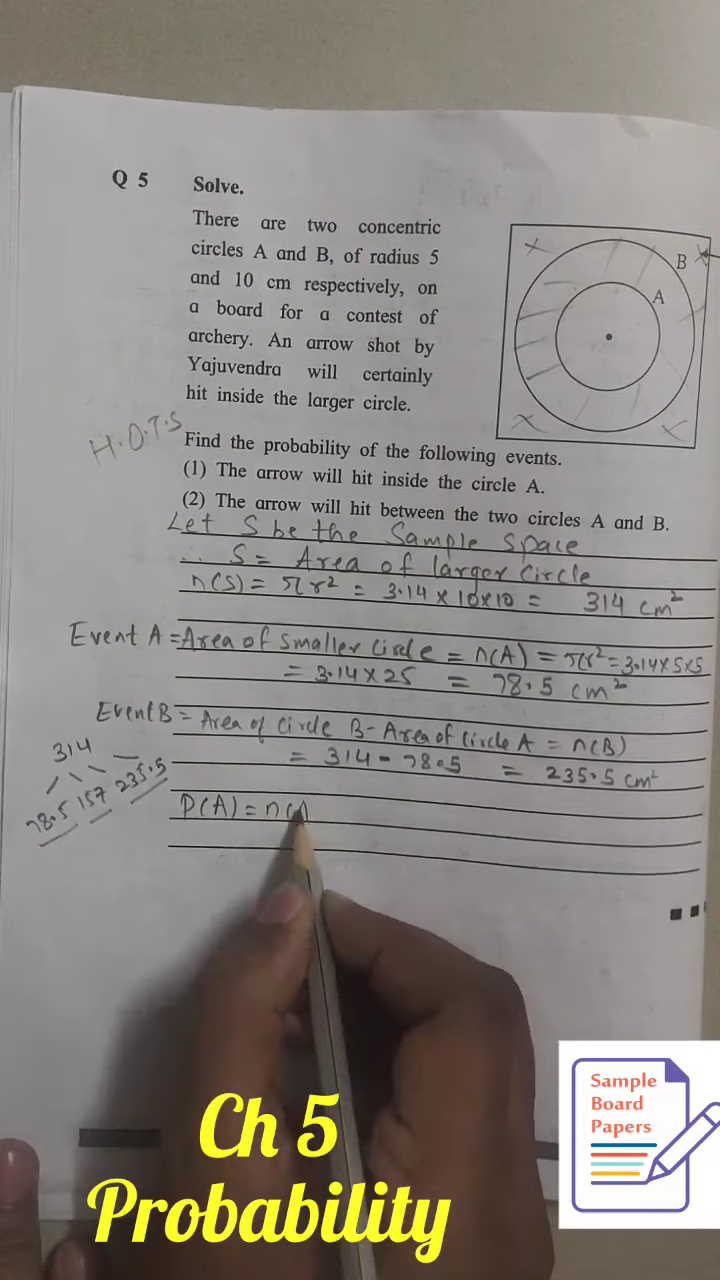 Q 5 Solve.
There are two concentric
circles A and B, of radius 5
and 10 cm respectively, on
a board for a contest of
archery. An arrow shot by
Yajuvendra will certainly
hit inside the larger circle.
B
A
H.O.T.S
Find the probability of the following events.
(1) The arrow will hit inside the circle A.
(2) The arrow will hit between the two circles A and B.
Let S be the Sample Space
∴ S = Area of larger Circle
n(S) = πr² = 3.14 × 10 × 10 = 314 cm²
Event A = Area of Smaller Circle = n(A) = πr² = 3.14 × 5 × 5
= 3.14 × 25 = 78.5 cm²
Event B = Area of Circle B - Area of Circle A = n(B)
= 314 - 78.5 = 235.5 cm²
314
78.5 157 235.5
P(A) = n(A)
Sample
Board
Papers
Ch 5
Probability